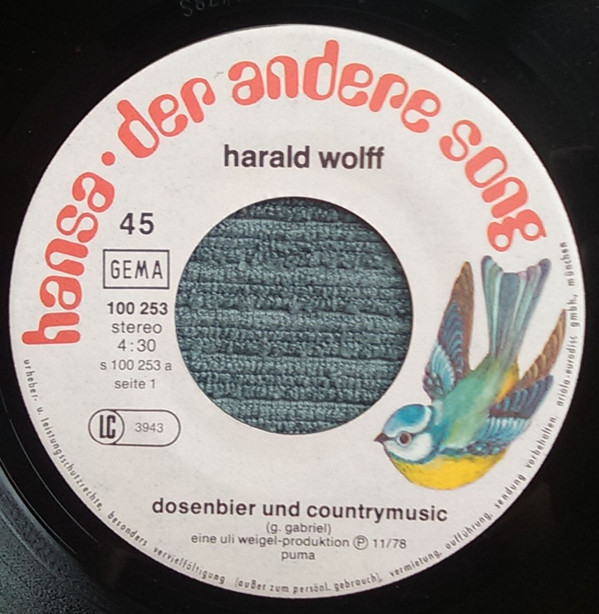 hansa · der andere song
harald wolff
45
GEMA
100 253
stereo
4:30
s 100 253 a
seite 1
LC 3943
dosenbier und countrymusic
(g. gabriel)
eine uli weigel-produktion ℗ 11/78
puma
urheber- u. leistungsschutzrechte, besonders vervielfältigung (außer zum persönl. gebrauch), vermietung, aufführung, sendung vorbehalten. ariola-eurodisc gmbh., münchen